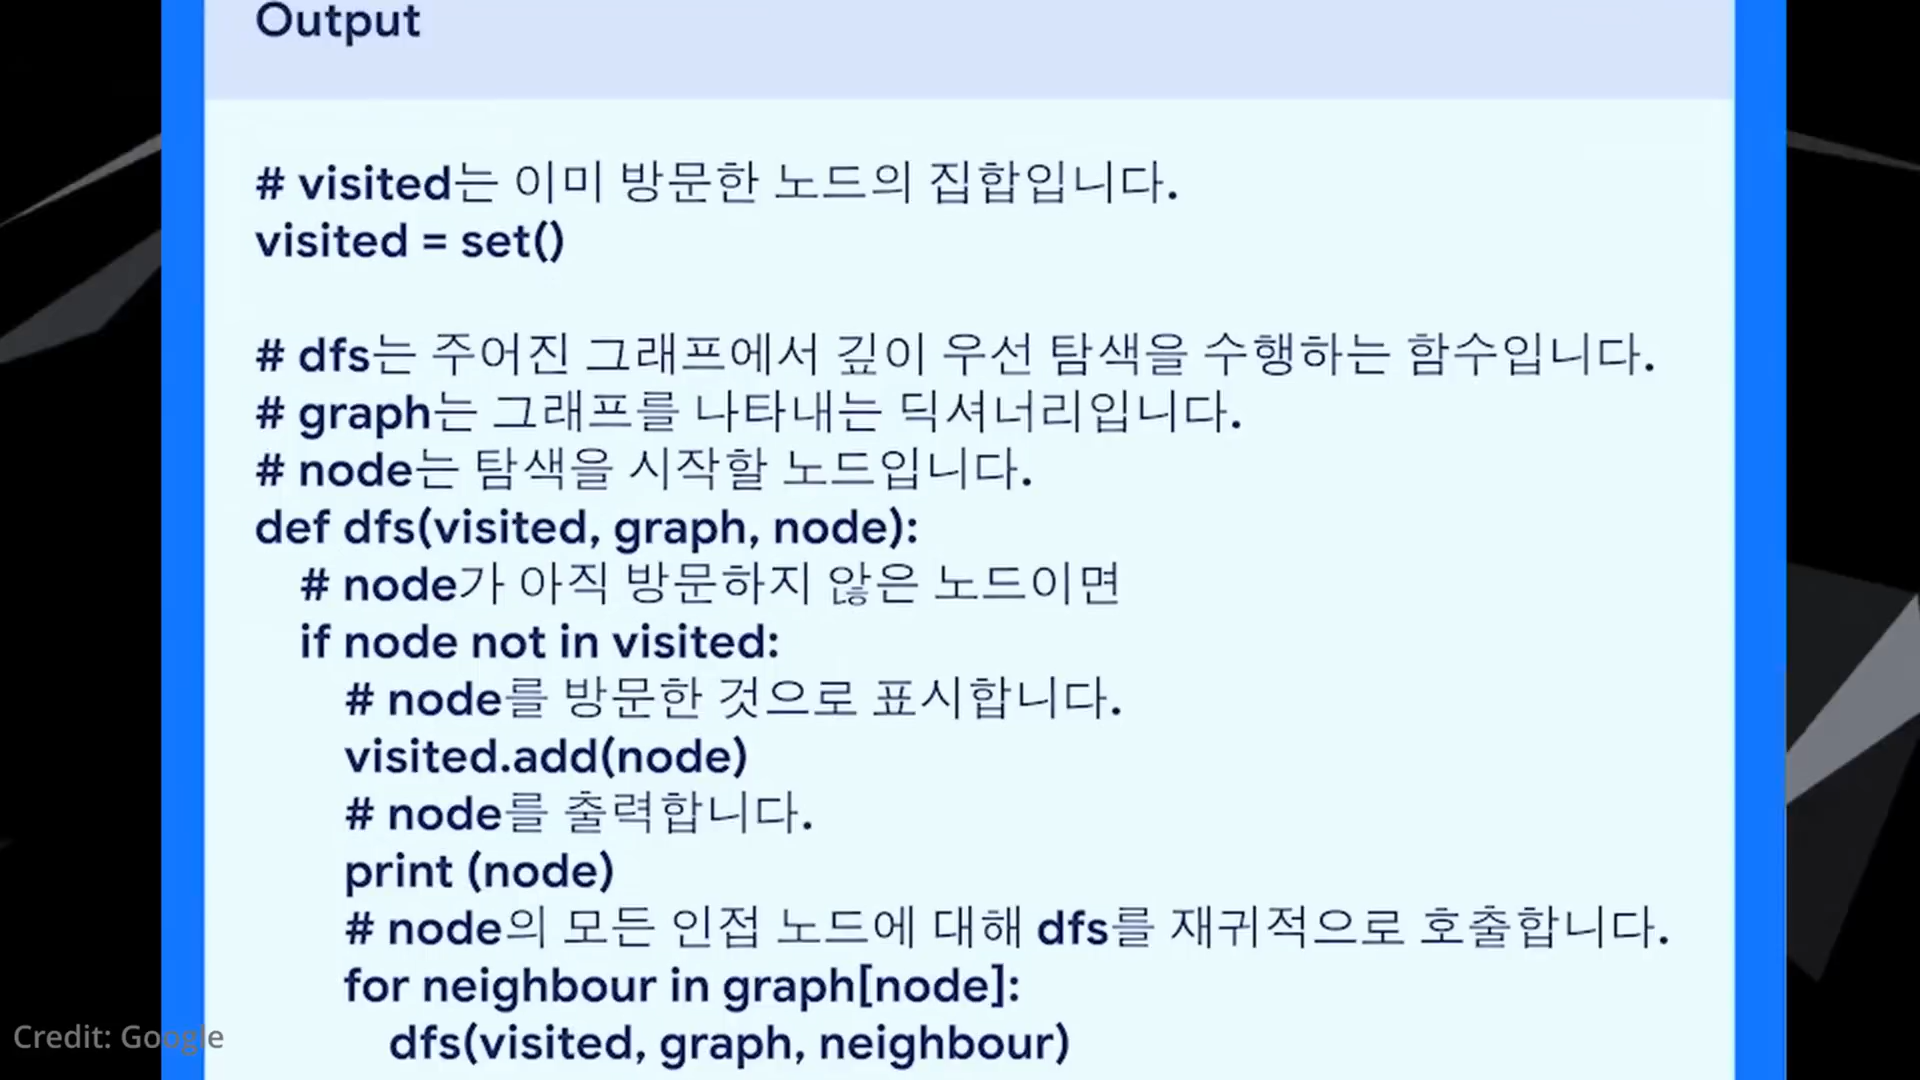 Output
# visited는 이미 방문한 노드의 집합입니다.
visited = set()
# dfs는 주어진 그래프에서 깊이 우선 탐색을 수행하는 함수입니다.
# graph는 그래프를 나타내는 딕셔너리입니다.
# node는 탐색을 시작할 노드입니다.
def dfs(visited, graph, node):
# node가 아직 방문하지 않은 노드이면
if node not in visited:
# node를 방문한 것으로 표시합니다.
visited.add(node)
# node를 출력합니다.
print (node)
# node의 모든 인접 노드에 대해 dfs를 재귀적으로 호출합니다.
for neighbour in graph[node]:
dfs(visited, graph, neighbour)
Credit: Google